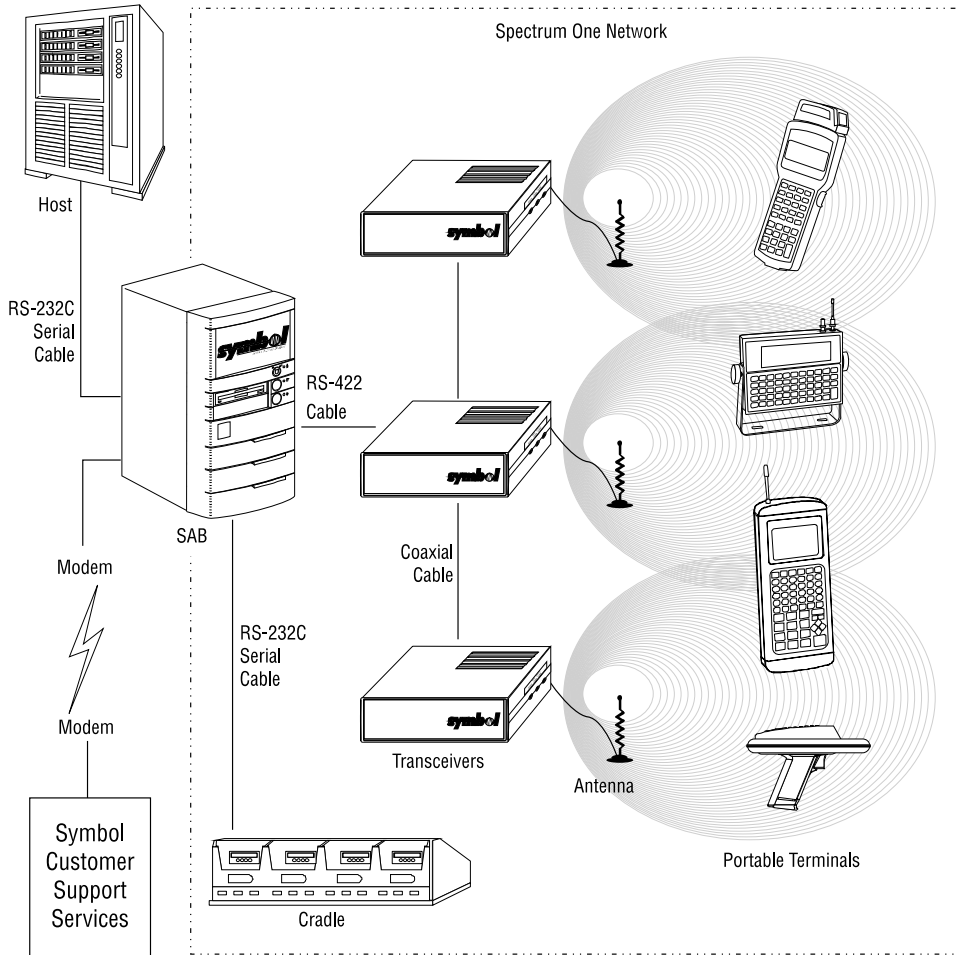 Spectrum One Network
Host
symbol
RS-232C
Serial
Cable
symbol
RS-422
Cable
symbol
SAB
Modem
Coaxial
Cable
RS-232C
Serial
Cable
symbol
Modem
Transceivers
Antenna
Symbol
Customer
Support
Services
Portable Terminals
Cradle